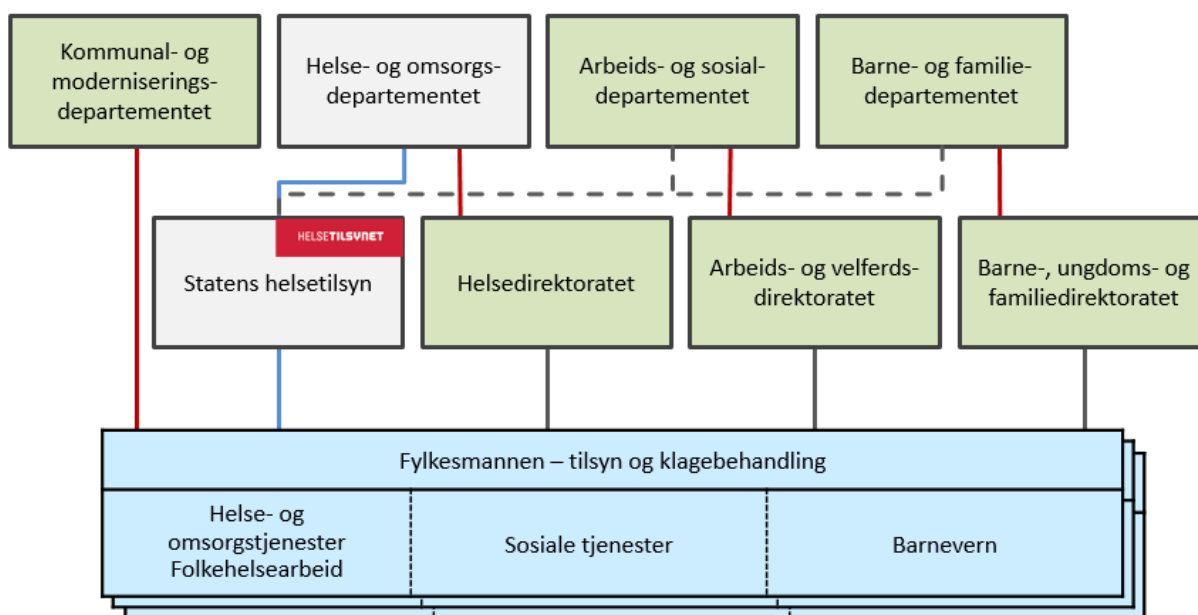 Kommunal- og
moderniserings-
departementet
Helse- og omsorgs-
departementet
Arbeids- og sosial-
departementet
Barne- og familie-
departementet
HELSETILSYNET
Statens helsetilsyn
Helsedirektoratet
Arbeids- og velferds-
direktoratet
Barne-, ungdoms- og
familiedirektoratet
Fylkesmannen – tilsyn og klagebehandling
Helse- og
omsorgstjenester
Folkehelsearbeid
Sosiale tjenester
Barnevern